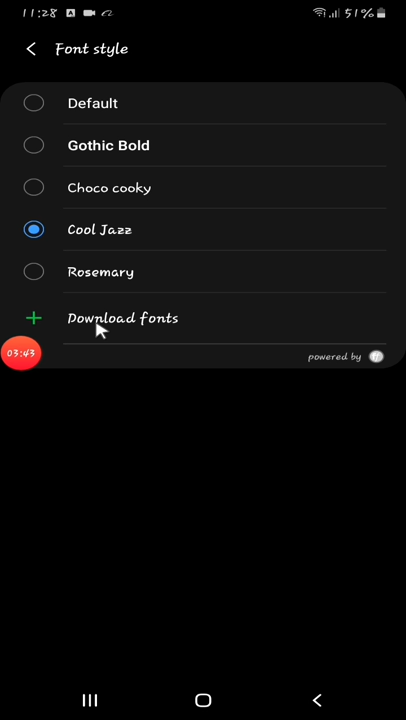 11:28 51%
Font style
Default
Gothic Bold
Choco cooky
Cool Jazz
Rosemary
Download fonts
03:43
powered by